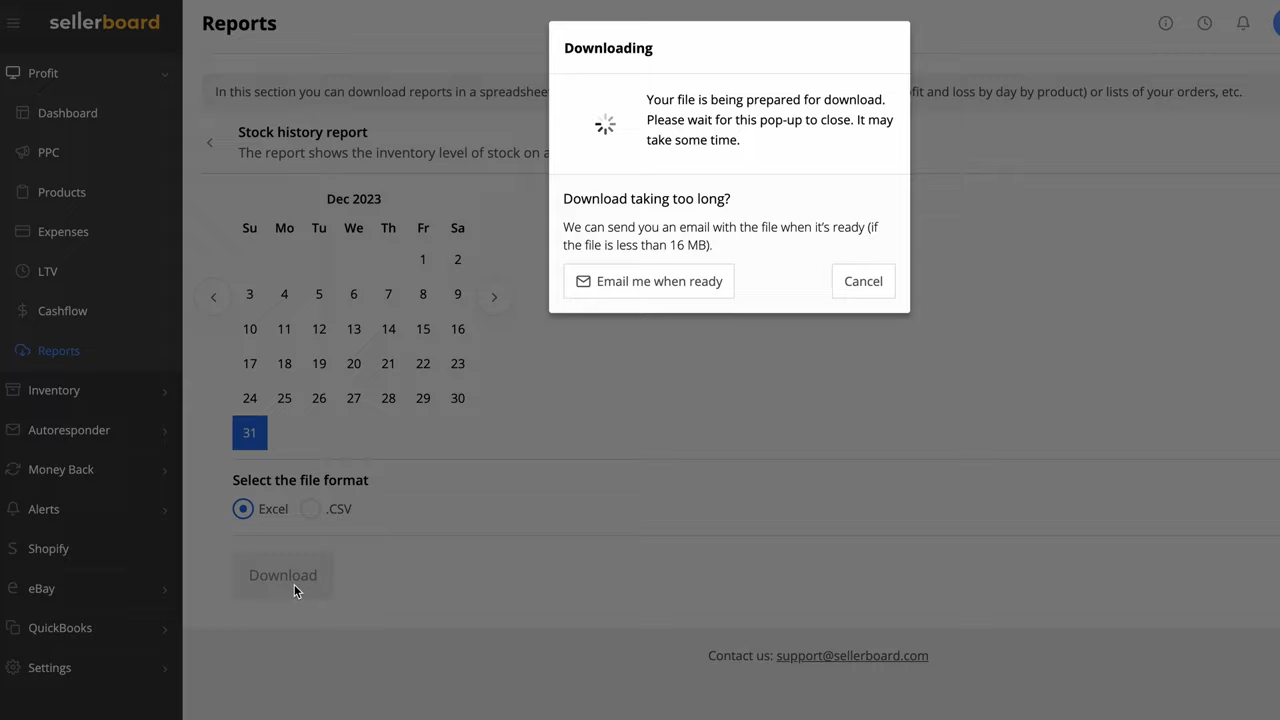 sellerboard
Profit
Dashboard
PPC
Products
Expenses
LTV
Cashflow
Reports
Inventory
Autoresponder
Money Back
Alerts
Shopify
eBay
QuickBooks
Settings
Reports
In this section you can download reports in a spreadsheet
fit and loss by day by product) or lists of your orders, etc.
Stock history report
The report shows the inventory level of stock on a
Dec 2023
Su Mo Tu We Th Fr Sa
1 2
3 4 5 6 7 8 9
10 11 12 13 14 15 16
17 18 19 20 21 22 23
24 25 26 27 28 29 30
31
Select the file format
Excel .CSV
Download
Contact us: support@sellerboard.com
Downloading
Your file is being prepared for download.
Please wait for this pop-up to close. It may
take some time.
Download taking too long?
We can send you an email with the file when it's ready (if
the file is less than 16 MB).
Email me when ready
Cancel